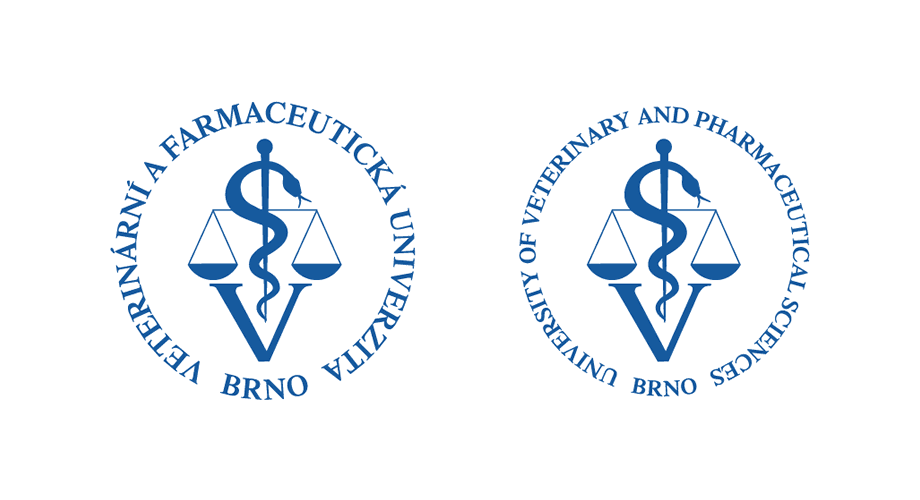 VETERINÁRNÍ A FARMACEUTICKÁ UNIVERZITA
BRNO
V
UNIVERSITY OF VETERINARY AND PHARMACEUTICAL SCIENCES
BRNO
V